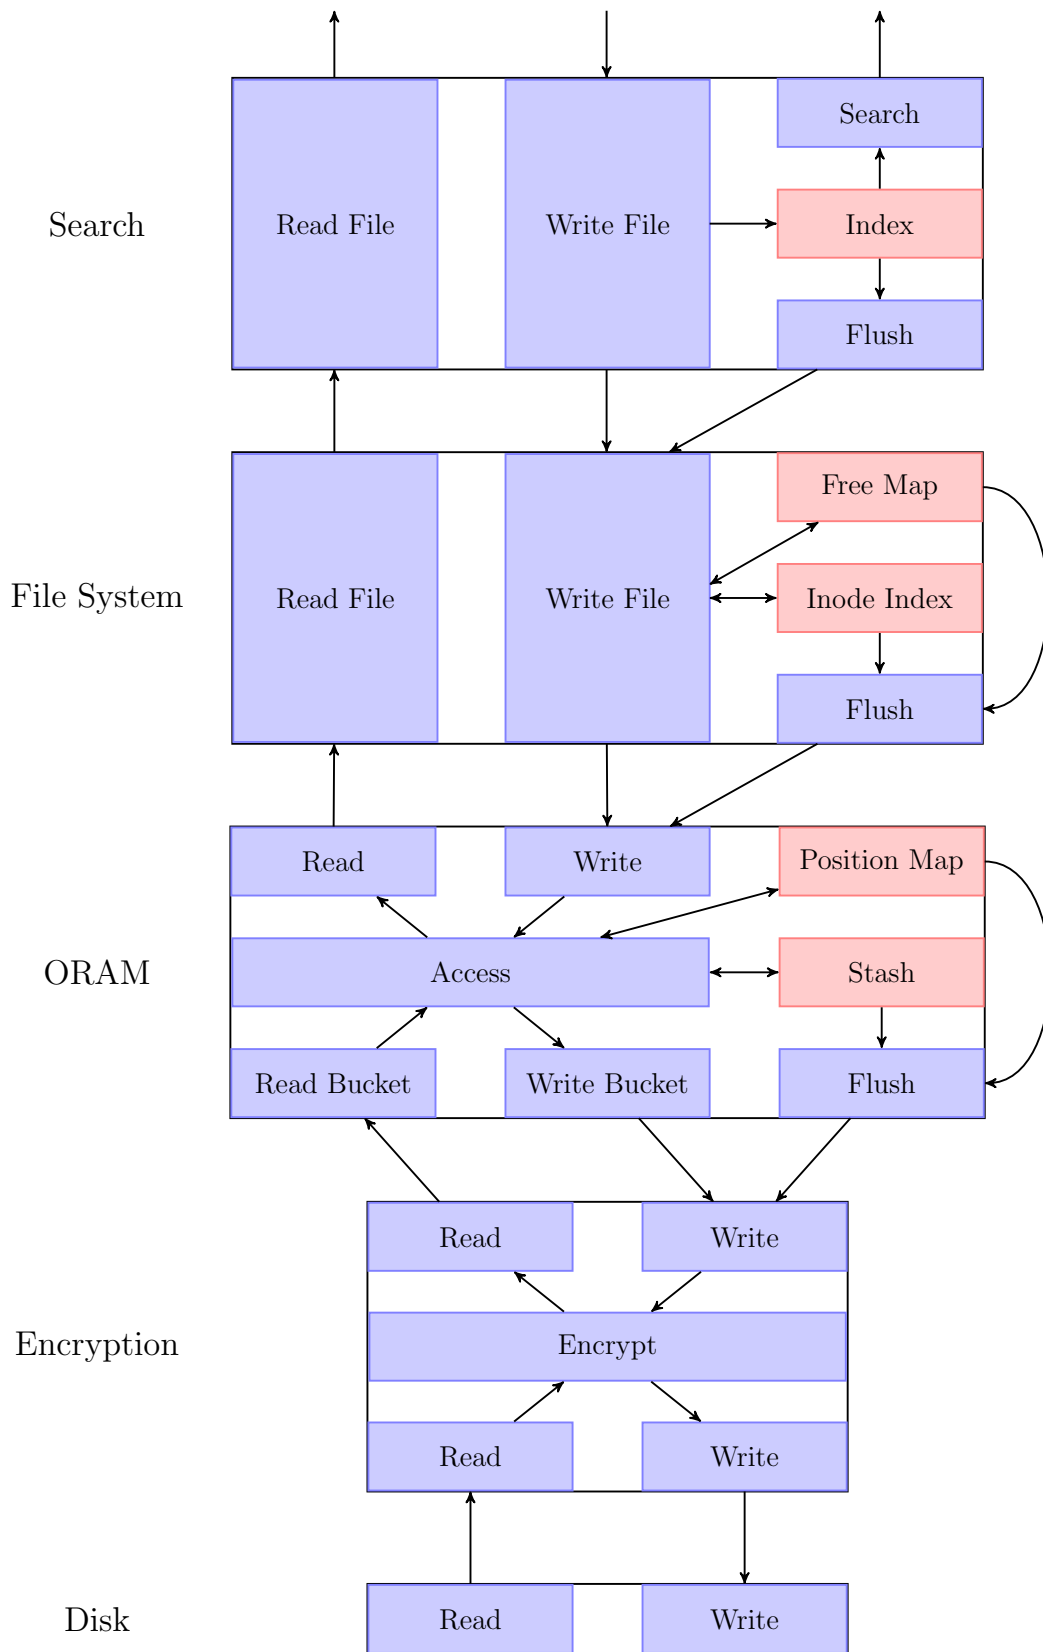 Search
Read File
Write File
Search
Index
Flush
File System
Read File
Write File
Free Map
Inode Index
Flush
ORAM
Read
Write
Position Map
Access
Stash
Read Bucket
Write Bucket
Flush
Encryption
Read
Write
Encrypt
Read
Write
Disk
Read
Write